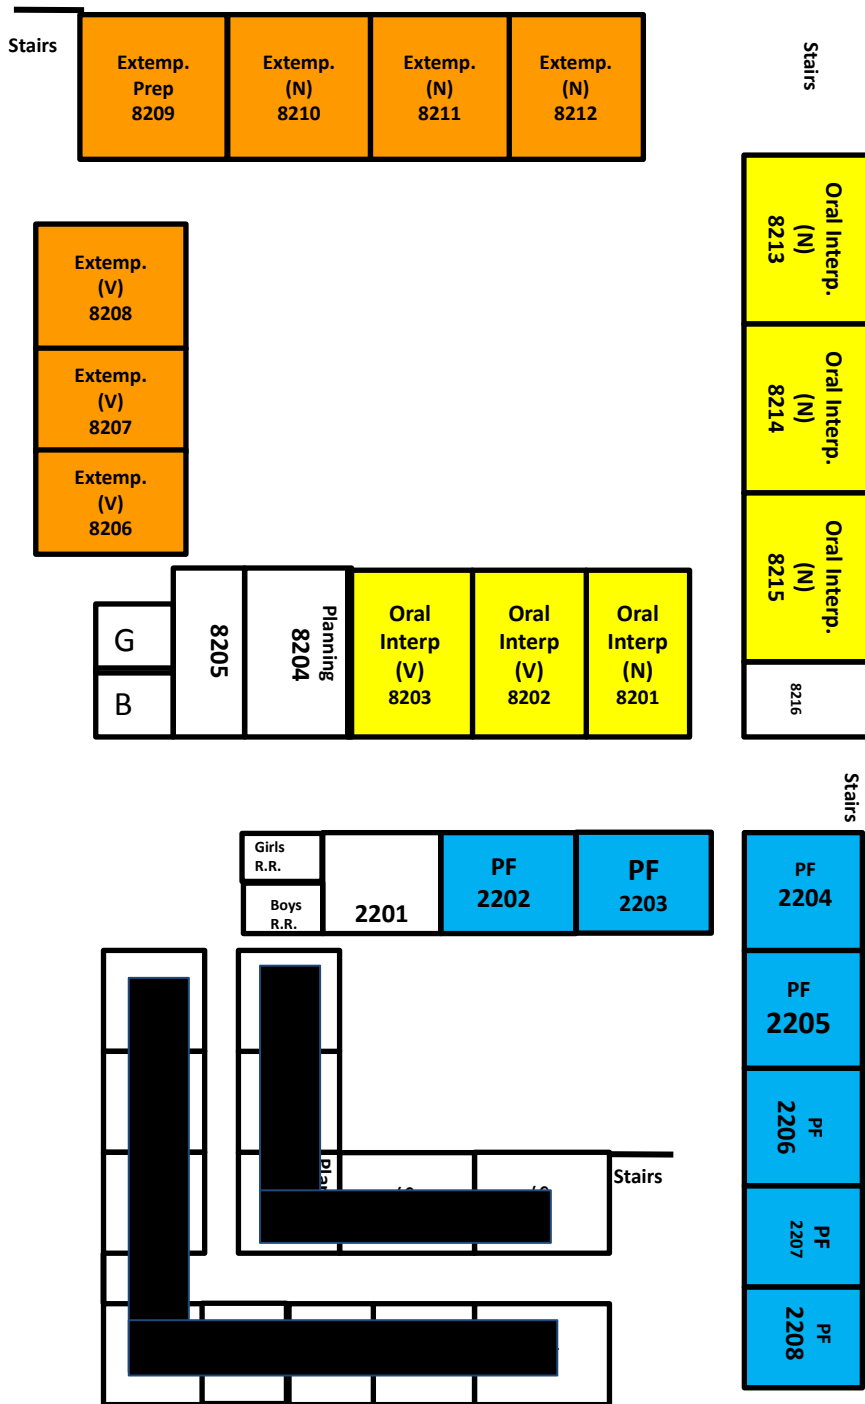 Stairs
Extemp.
Prep
8209
Extemp.
(N)
8210
Extemp.
(N)
8211
Extemp.
(N)
8212
Stairs
Oral Interp.
(N)
8213
Oral Interp.
(N)
8214
Oral Interp.
(N)
8215
8216
Extemp.
(V)
8208
Extemp.
(V)
8207
Extemp.
(V)
8206
G
B
8205
Planning
8204
Oral
Interp
(V)
8203
Oral
Interp
(V)
8202
Oral
Interp
(N)
8201
Stairs
Girls
R.R.
Boys
R.R.
2201
PF
2202
PF
2203
PF
2204
PF
2205
PF
2206
PF
2207
PF
2208
Stairs